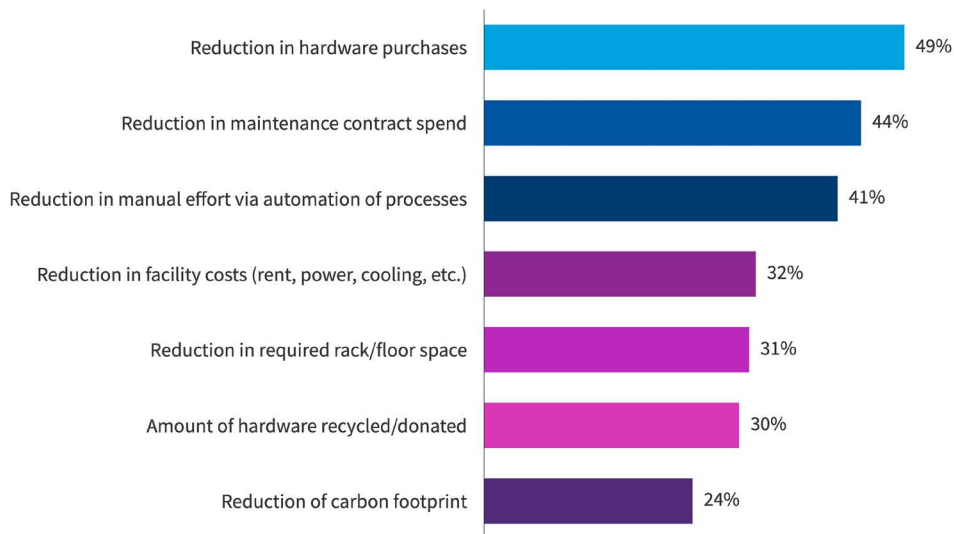 Reduction in hardware purchases 49%
Reduction in maintenance contract spend 44%
Reduction in manual effort via automation of processes 41%
Reduction in facility costs (rent, power, cooling, etc.) 32%
Reduction in required rack/floor space 31%
Amount of hardware recycled/donated 30%
Reduction of carbon footprint 24%